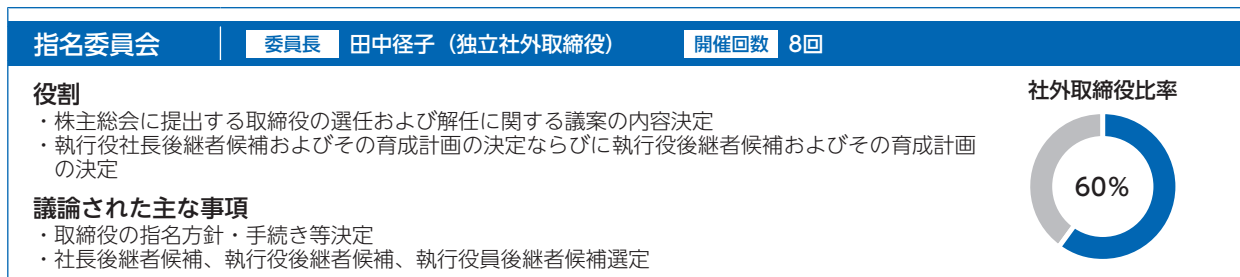 指名委員会 委員長 田中径子（独立社外取締役） 開催回数 8回
役割
・株主総会に提出する取締役の選任および解任に関する議案の内容決定
・執行役社長後継者候補およびその育成計画の決定ならびに執行役後継者候補およびその育成計画
の決定
議論された主な事項
・取締役の指名方針・手続き等決定
・社長後継者候補、執行役後継者候補、執行役員後継者候補選定
社外取締役比率
60%